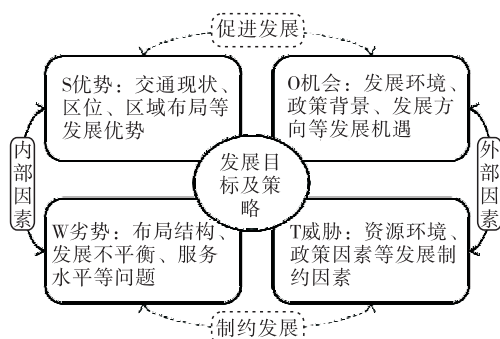 促进发展
S优势：交通现状、
区位、区域布局等
发展优势
O机会：发展环境、
政策背景、发展方
向等发展机遇
内部因素
发展目
标及策
略
外部因素
W劣势：布局结构、
发展不平衡、服务
水平等问题
T威胁：资源环境、
政策因素等发展制
约因素
制约发展